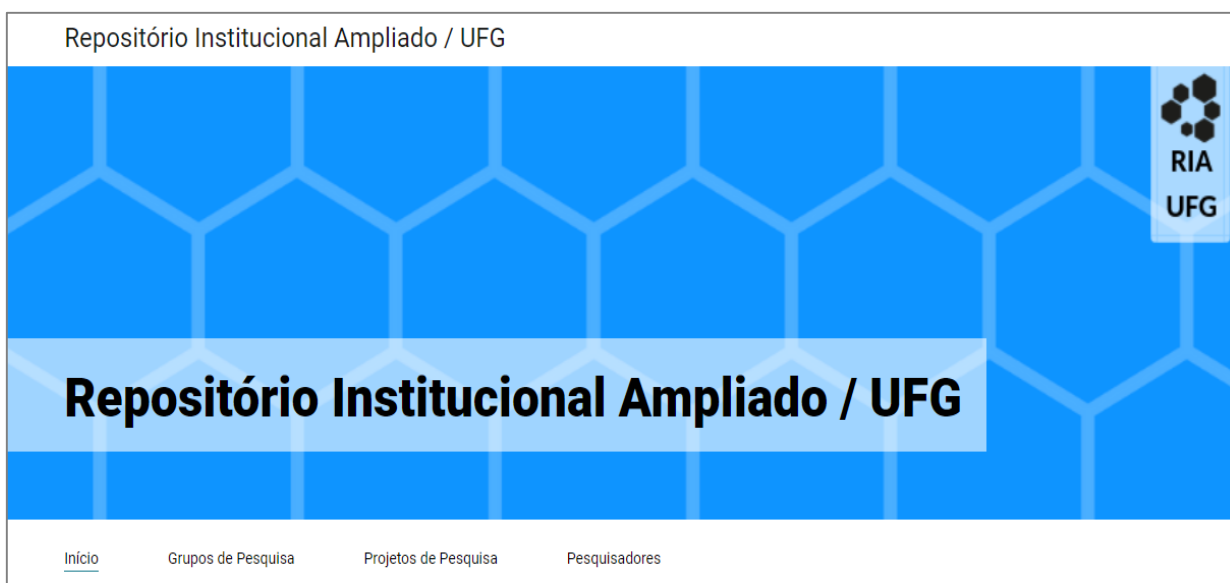 Repositório Institucional Ampliado / UFG
RIA
UFG
Repositório Institucional Ampliado / UFG
Início Grupos de Pesquisa Projetos de Pesquisa Pesquisadores